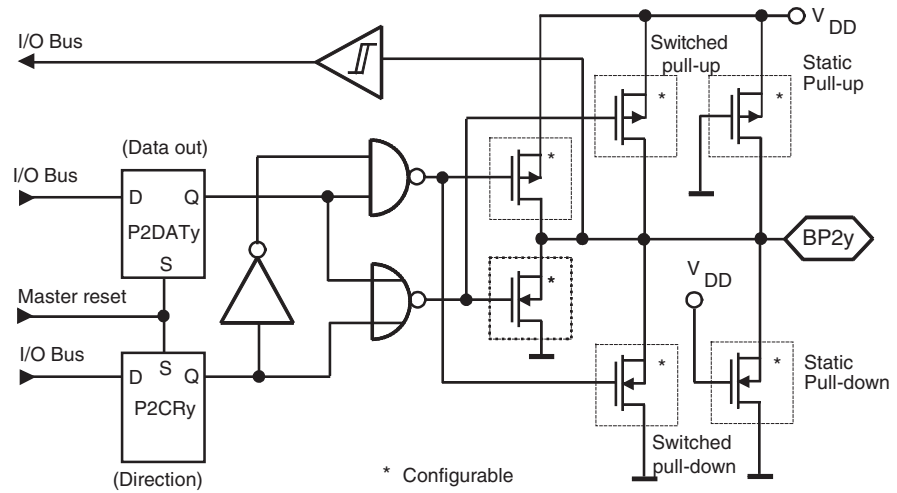 I/O Bus
V
DD
Switched
pull-up
Static
Pull-up
*
*
(Data out)
*
I/O Bus
D
Q
P2DATy
S
BP2y
V
DD
*
Master reset
I/O Bus
D
S
Q
P2CRy
*
*
Static
Pull-down
Switched
pull-down
(Direction)
* Configurable